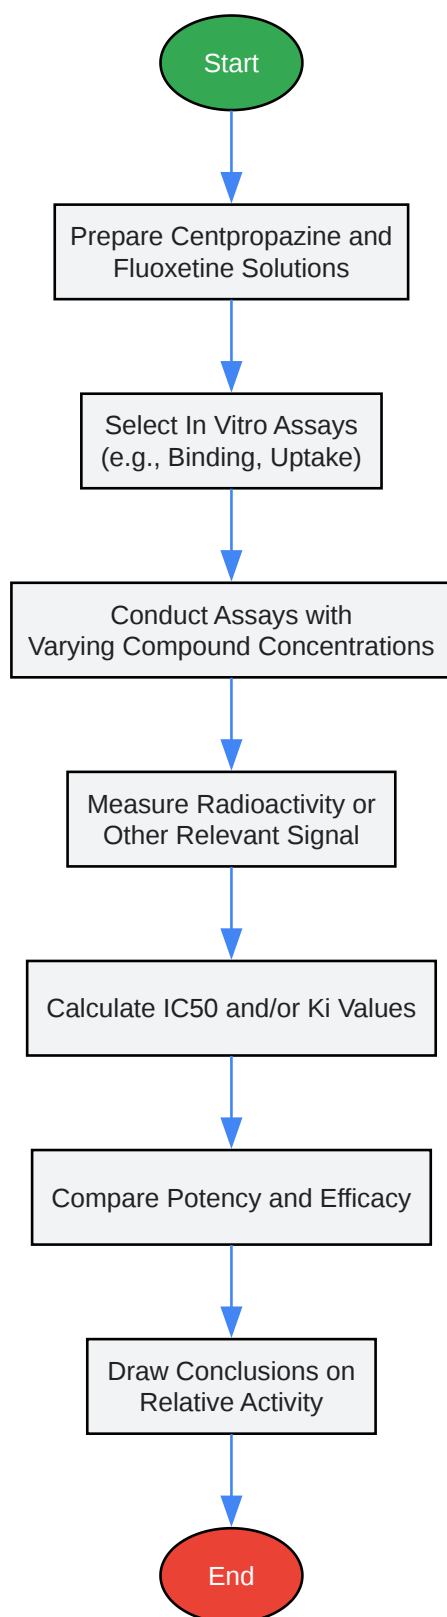 Start
Prepare Centpropazine and
Fluoxetine Solutions
Select In Vitro Assays
(e.g., Binding, Uptake)
Conduct Assays with
Varying Compound Concentrations
Measure Radioactivity or
Other Relevant Signal
Calculate IC50 and/or Ki Values
Compare Potency and Efficacy
Draw Conclusions on
Relative Activity
End